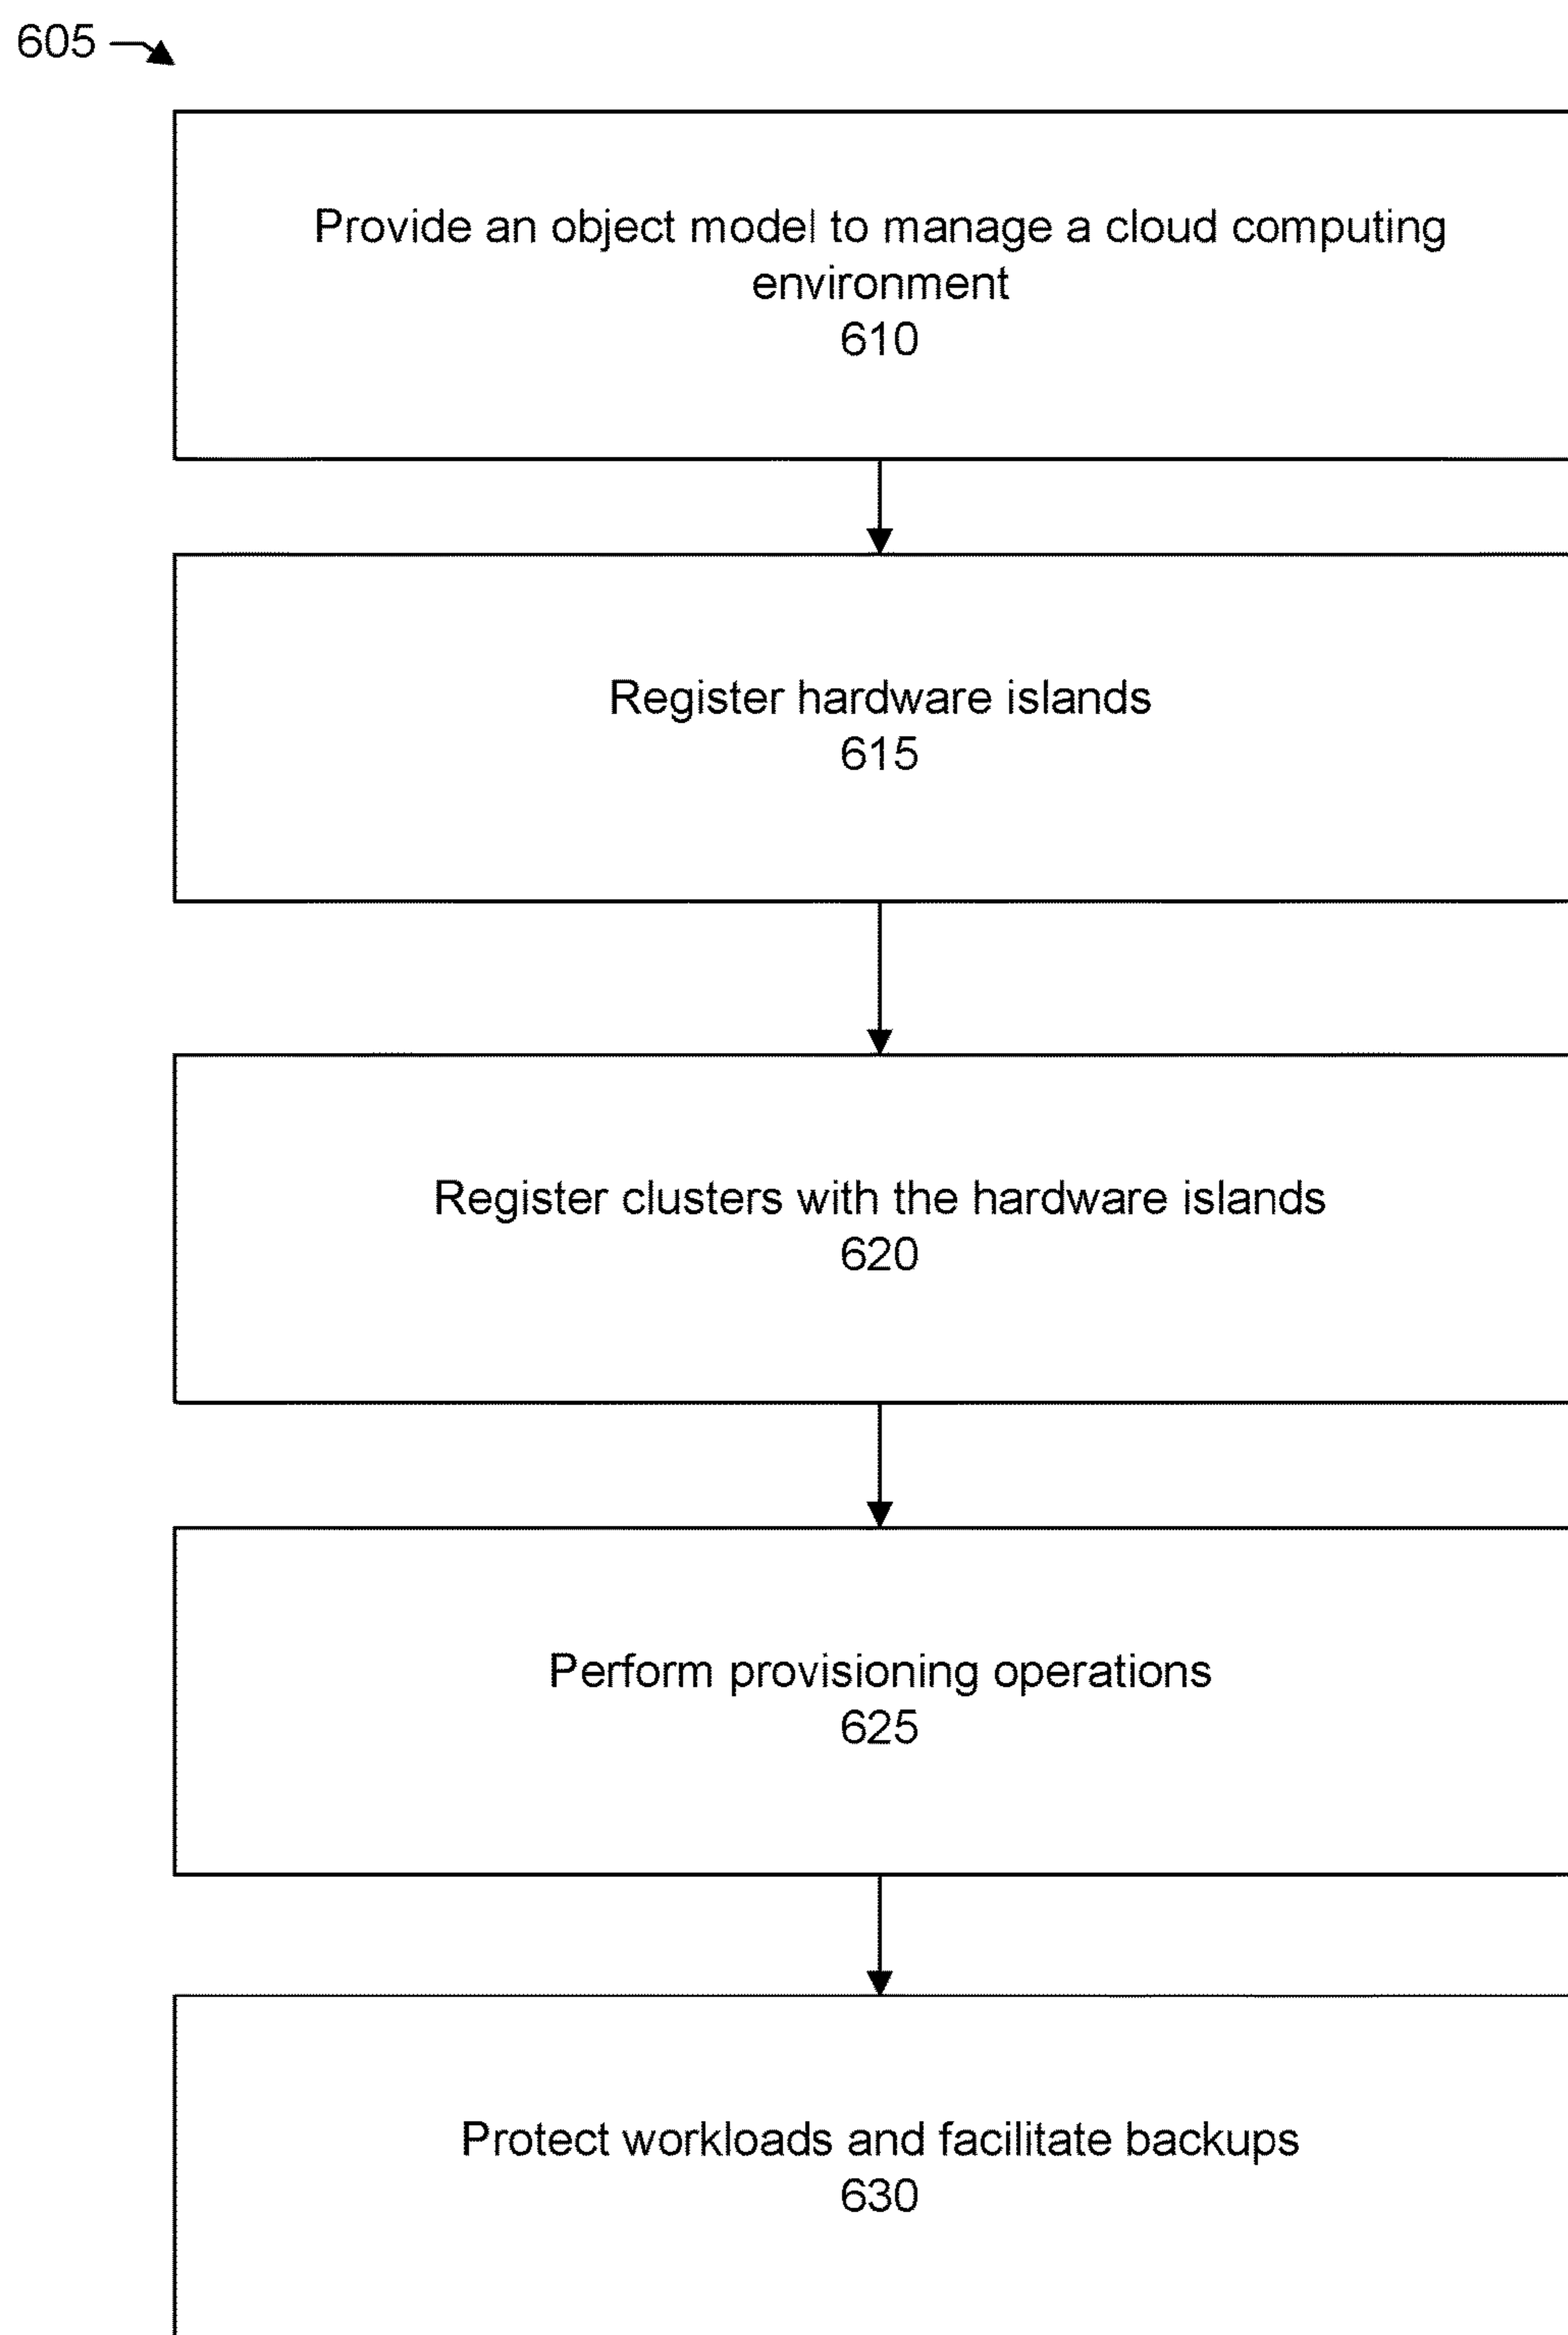 605
Provide an object model to manage a cloud computing
environment
610
Register hardware islands
615
Register clusters with the hardware islands
620
Perform provisioning operations
625
Protect workloads and facilitate backups
630